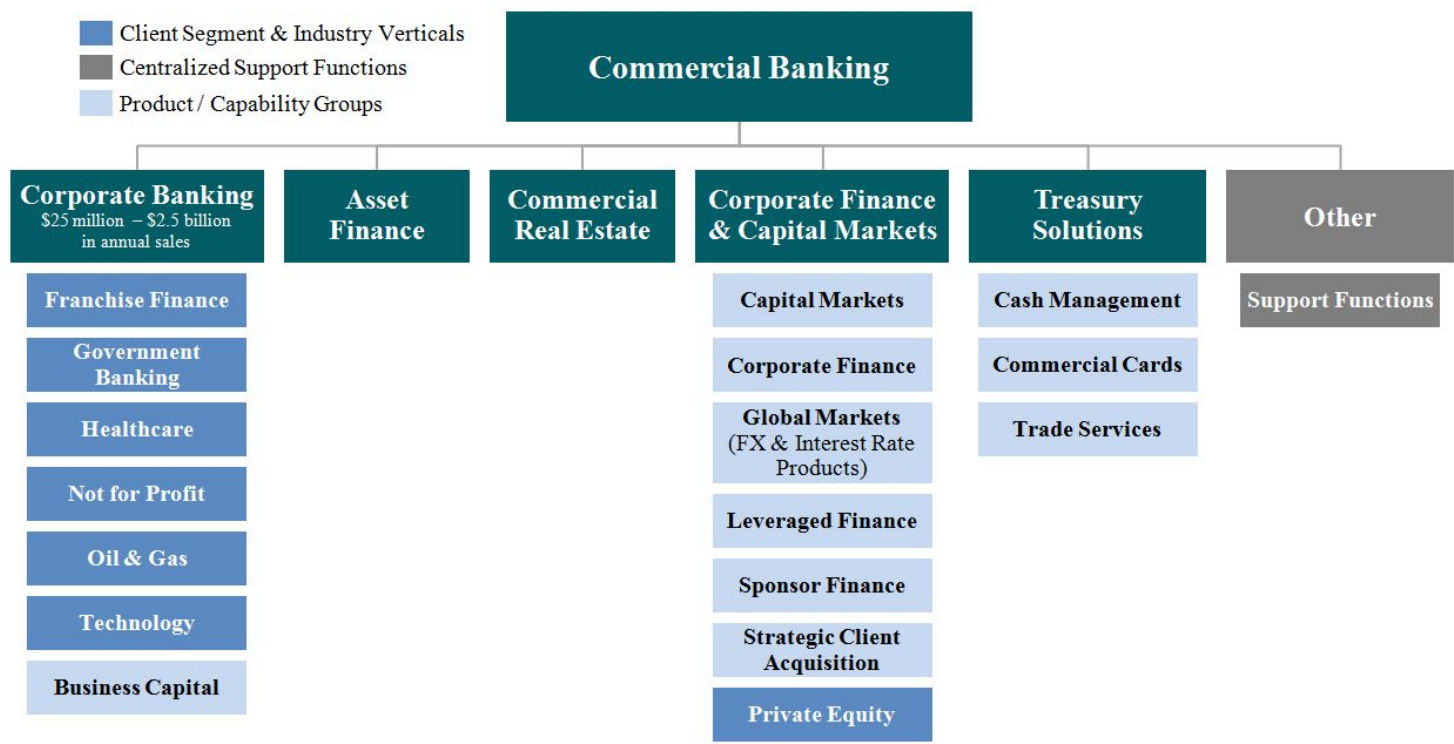 Client Segment & Industry Verticals
Centralized Support Functions
Product / Capability Groups
Commercial Banking
Corporate Banking
$25 million – $2.5 billion
in annual sales
Asset
Finance
Commercial
Real Estate
Corporate Finance
& Capital Markets
Treasury
Solutions
Other
Franchise Finance
Government
Banking
Healthcare
Not for Profit
Oil & Gas
Technology
Business Capital
Capital Markets
Corporate Finance
Global Markets
(FX & Interest Rate
Products)
Leveraged Finance
Sponsor Finance
Strategic Client
Acquisition
Private Equity
Cash Management
Commercial Cards
Trade Services
Support Functions